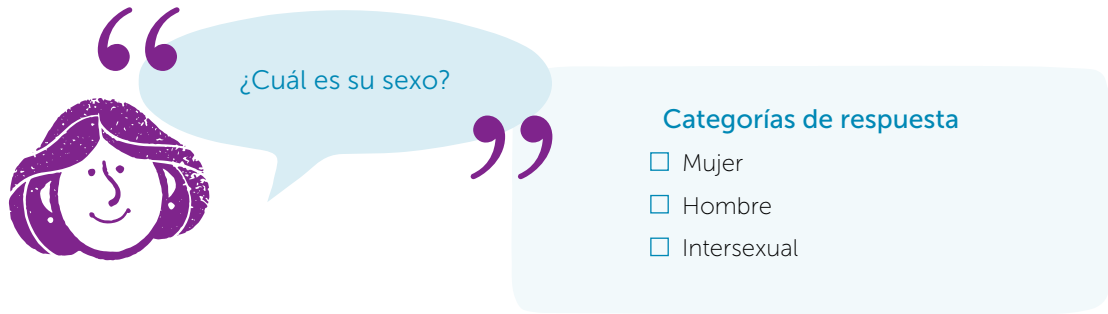 ¿Cuál es su sexo?
Categorías de respuesta
☐ Mujer
☐ Hombre
☐ Intersexual